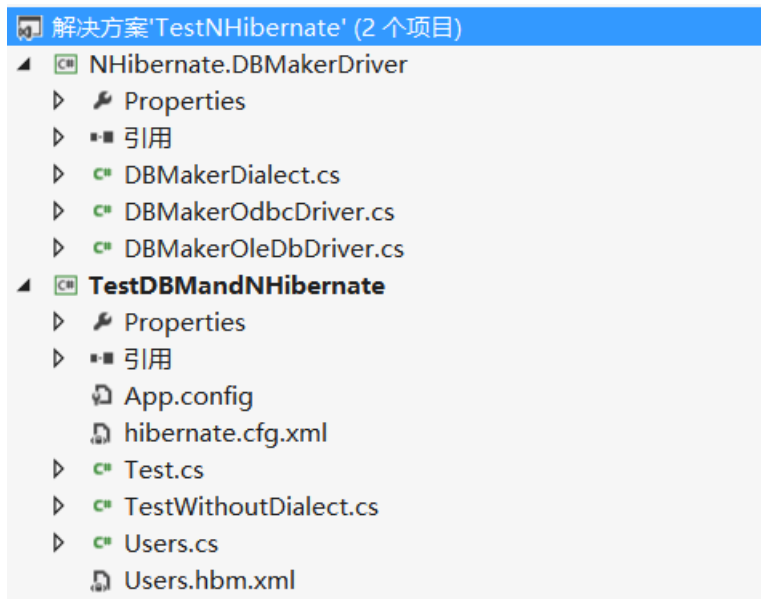 解决方案'TestNHibernate' (2 个项目)
NHibernate.DBMakerDriver
Properties
引用
DBMakerDialect.cs
DBMakerOdbcDriver.cs
DBMakerOleDbDriver.cs
TestDBMandNHibernate
Properties
引用
App.config
hibernate.cfg.xml
Test.cs
TestWithoutDialect.cs
Users.cs
Users.hbm.xml